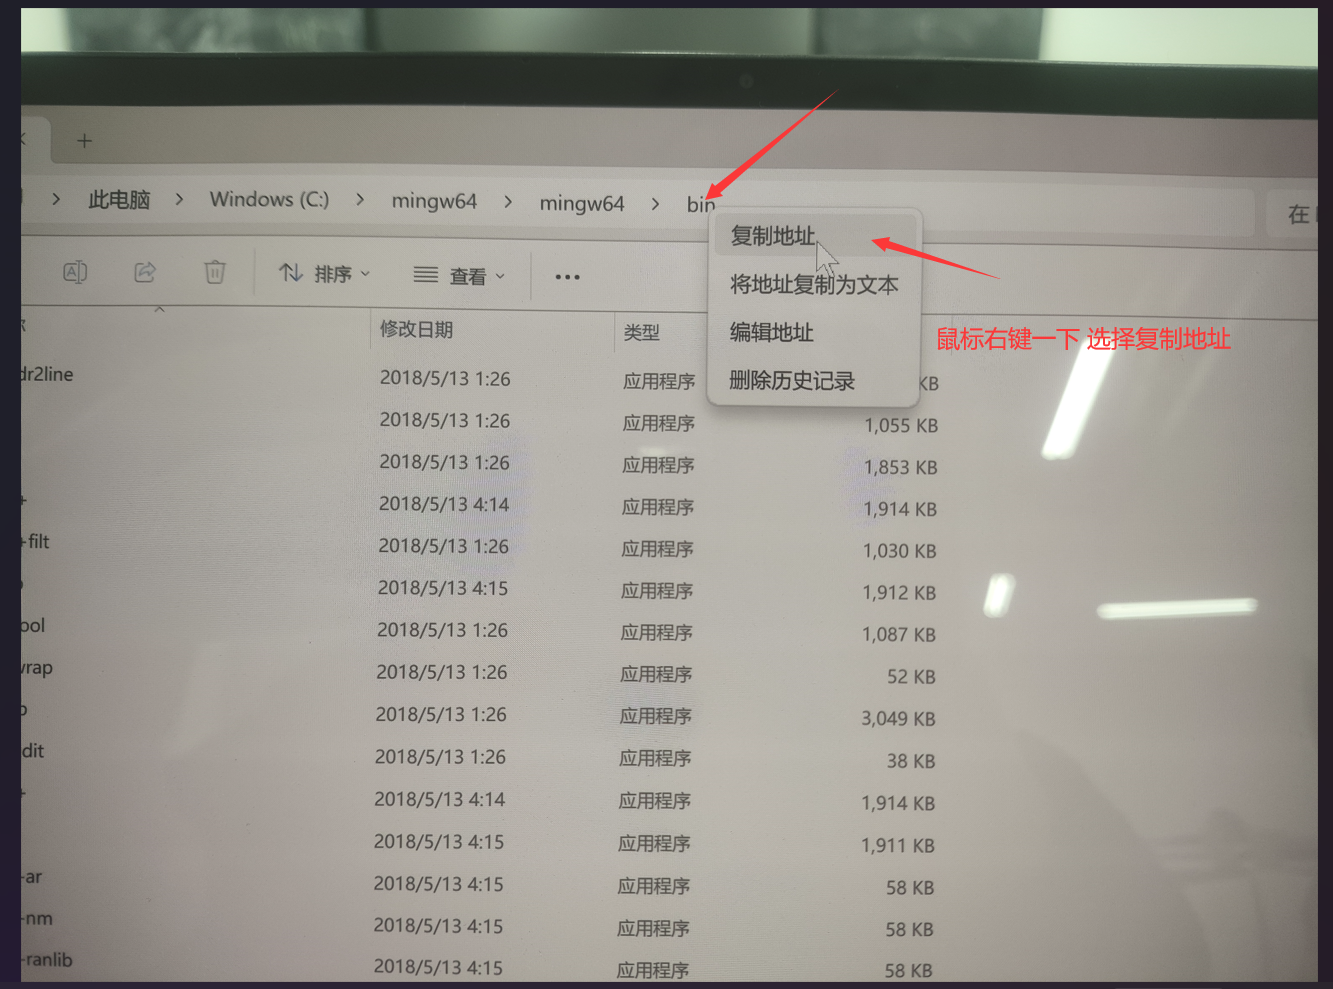 此电脑 > Windows (C:) > mingw64 > mingw64 > bin
在
排序 查看 •••
复制地址
将地址复制为文本
编辑地址
删除历史记录
鼠标右键一下 选择复制地址
修改日期 类型
dr2line 2018/5/13 1:26 应用程序 KB
2018/5/13 1:26 应用程序 1,055 KB
2018/5/13 1:26 应用程序 1,853 KB
+ 2018/5/13 4:14 应用程序 1,914 KB
+filt 2018/5/13 1:26 应用程序 1,030 KB
2018/5/13 4:15 应用程序 1,912 KB
ool 2018/5/13 1:26 应用程序 1,087 KB
wrap 2018/5/13 1:26 应用程序 52 KB
2018/5/13 1:26 应用程序 3,049 KB
dit 2018/5/13 1:26 应用程序 38 KB
+ 2018/5/13 4:14 应用程序 1,914 KB
2018/5/13 4:15 应用程序 1,911 KB
-ar 2018/5/13 4:15 应用程序 58 KB
-nm 2018/5/13 4:15 应用程序 58 KB
-ranlib 2018/5/13 4:15 应用程序 58 KB